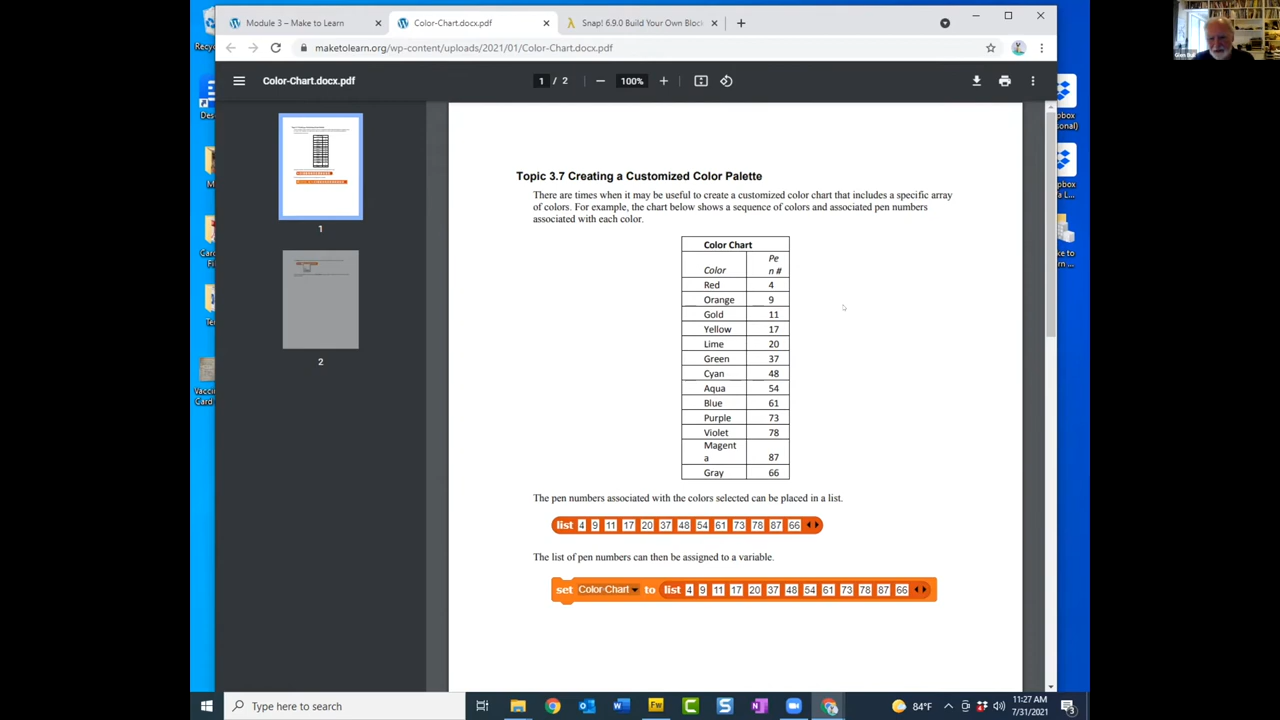 Module 3 – Make to Learn
Color-Chart.docx.pdf
Snap! 6.9.0 Build Your Own Block
maketolearn.org/wp-content/uploads/2021/01/Color-Chart.docx.pdf
Glen Bull
Color-Chart.docx.pdf
1 / 2
100%
Topic 3.7 Creating a Customized Color Palette
There are times when it may be useful to create a customized color chart that includes a specific array
of colors. For example, the chart below shows a sequence of colors and associated pen numbers
associated with each color.
Color Chart
Pe
Color n #
Red 4
Orange 9
Gold 11
Yellow 17
Lime 20
Green 37
Cyan 48
Aqua 54
Blue 61
Purple 73
Violet 78
Magent
a 87
Gray 66
The pen numbers associated with the colors selected can be placed in a list.
list 4 9 11 17 20 37 48 54 61 73 78 87 66
The list of pen numbers can then be assigned to a variable.
set Color Chart to list 4 9 11 17 20 37 48 54 61 73 78 87 66
1
2
Type here to search
84°F
11:27 AM
7/31/2021
3